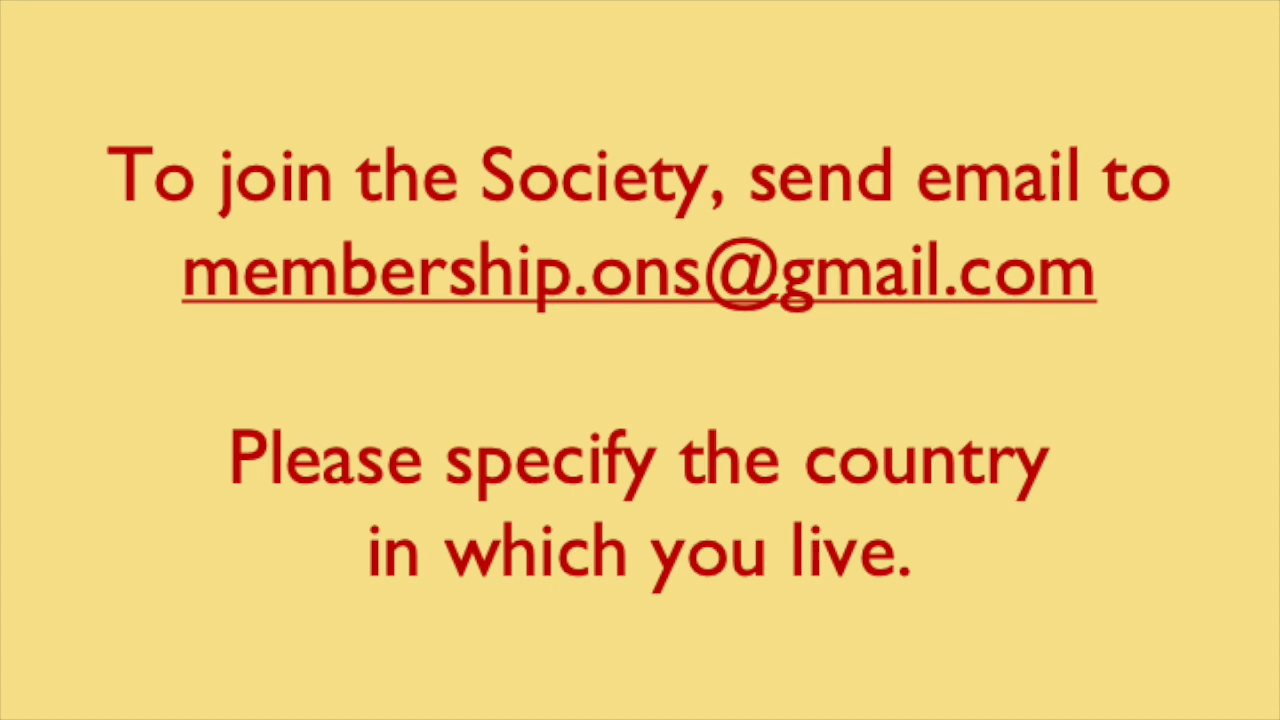 To join the Society, send email to
membership.ons@gmail.com
Please specify the country
in which you live.